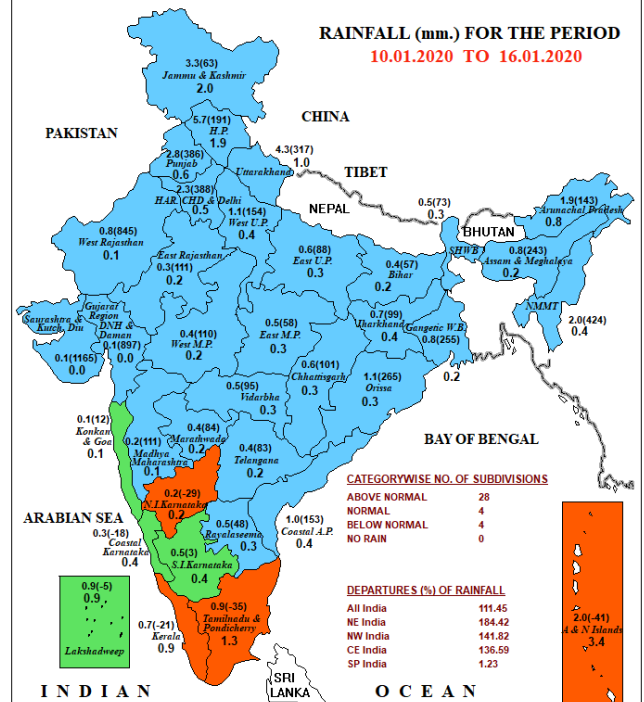 RAINFALL (mm.) FOR THE PERIOD
10.01.2020 TO 16.01.2020
3.3(63)
Jammu & Kashmir
2.0
5.7(191)
H.P.
1.9
CHINA
PAKISTAN
2.8(386)
Punjab
0.6
4.3(317)
1.0
Uttarakhand
TIBET
2.3(388)
HAR. CHD & Delhi
0.5
NEPAL
1.1(154)
West U.P.
0.4
0.5(73)
0.3
1.9(143)
Arunachal Pradesh
0.8
BHUTAN
0.8(845)
West Rajasthan
0.1
East Rajasthan
0.3(111)
0.2
0.6(88)
East U.P.
0.3
0.4(57)
Bihar
0.2
SHWB
0.8(243)
Assam & Meghalaya
0.2
NMMT
2.0(424)
0.4
Saurashtra &
Kutch, Diu
0.1(1165)
0.0
Gujarat
Region
DNH &
Daman
0.1(897)
0.0
0.4(110)
West M.P.
0.2
0.5(58)
East M.P.
0.3
0.7(99)
Jharkhand
0.4
Gangetic W.B.
0.8(255)
0.2
0.6(101)
Chhattisgarh
0.3
1.1(265)
Orissa
0.3
0.5(95)
Vidarbha
0.3
0.1(12)
Konkan
& Goa
0.1
0.2(111)
Madhya
Maharashtra
0.1
0.4(84)
Marathwada
0.2
0.4(83)
Telangana
0.2
BAY OF BENGAL
0.2(-29)
N.I.Karnataka
0.2
CATEGORYWISE NO. OF SUBDIVISIONS
ABOVE NORMAL 28
NORMAL 4
BELOW NORMAL 4
NO RAIN 0
ARABIAN SEA
0.3(-18)
Coastal
Karnataka
0.4
0.5(48)
Rayalaseema
0.3
1.0(153)
Coastal A.P.
0.4
0.5(3)
S.I.Karnataka
0.4
0.9(-5)
0.9
Lakshadweep
DEPARTURES (%) OF RAINFALL
All India 111.45
NE India 184.42
NW India 141.82
CE India 136.59
SP India 1.23
0.7(-21)
Kerala
0.9
0.9(-35)
Tamilnadu &
Pondicherry
1.3
2.0(-41)
A & N Islands
3.4
SRI
LANKA
INDIAN OCEAN